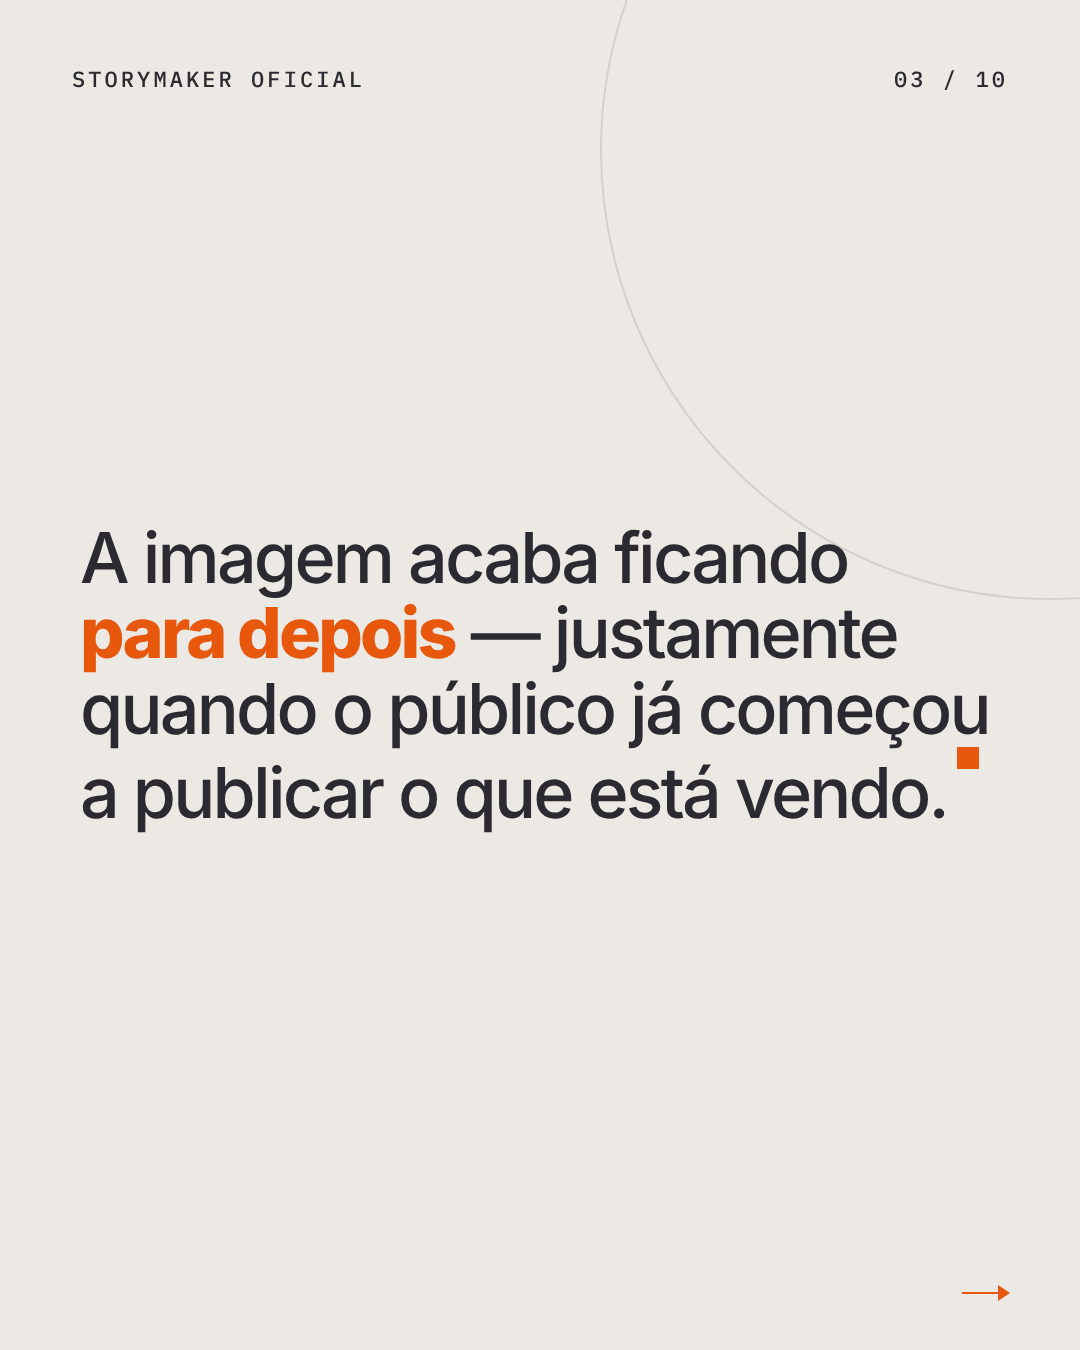 STORYMAKER OFICIAL
03 / 10
A imagem acaba ficando
para depois — justamente
quando o público já começou
a publicar o que está vendo.